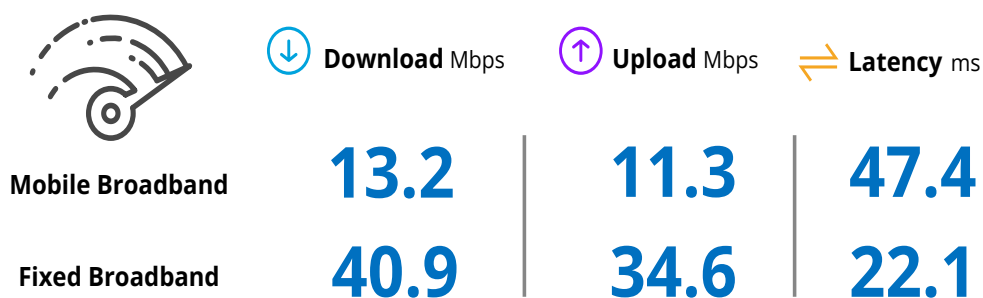 Download Mbps Upload Mbps Latency ms
Mobile Broadband 13.2 11.3 47.4
Fixed Broadband 40.9 34.6 22.1